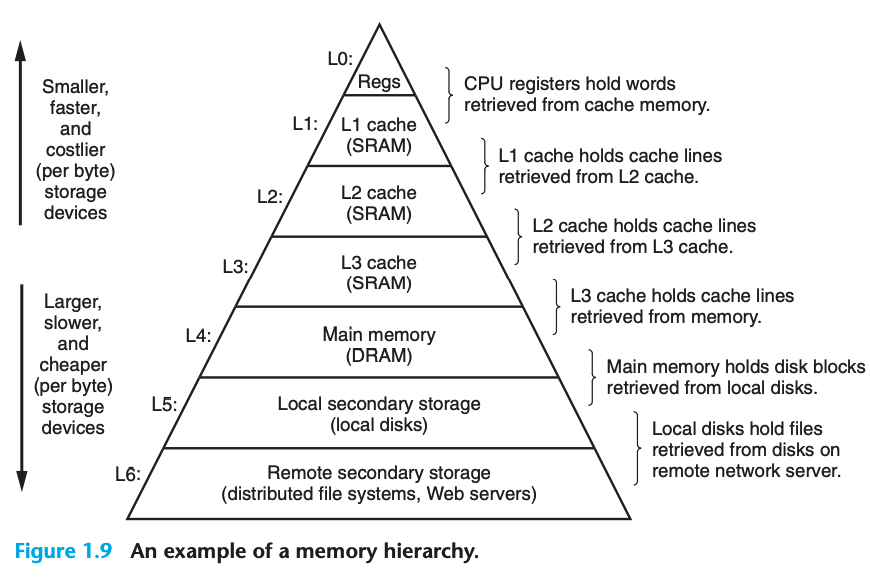 Smaller,
faster,
and
costlier
(per byte)
storage
devices
Larger,
slower,
and
cheaper
(per byte)
storage
devices
L0:
Regs
L1:
L1 cache
(SRAM)
L2:
L2 cache
(SRAM)
L3:
L3 cache
(SRAM)
L4:
Main memory
(DRAM)
L5:
Local secondary storage
(local disks)
L6:
Remote secondary storage
(distributed file systems, Web servers)
CPU registers hold words
retrieved from cache memory.
L1 cache holds cache lines
retrieved from L2 cache.
L2 cache holds cache lines
retrieved from L3 cache.
L3 cache holds cache lines
retrieved from memory.
Main memory holds disk blocks
retrieved from local disks.
Local disks hold files
retrieved from disks on
remote network server.
Figure 1.9 An example of a memory hierarchy.